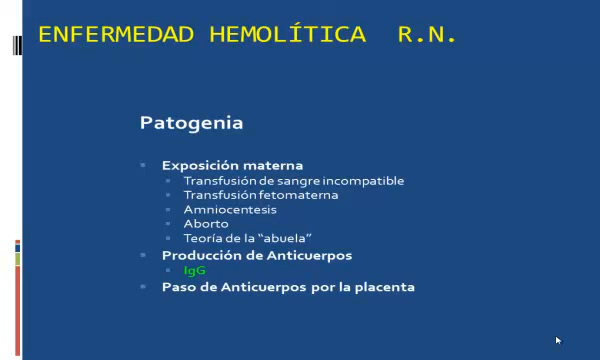 ENFERMEDAD HEMOLÍTICA R.N.
Patogenia
Exposición materna
Transfusión de sangre incompatible
Transfusión fetomaterna
Amniocentesis
Aborto
Teoría de la “abuela”
Producción de Anticuerpos
IgG
Paso de Anticuerpos por la placenta